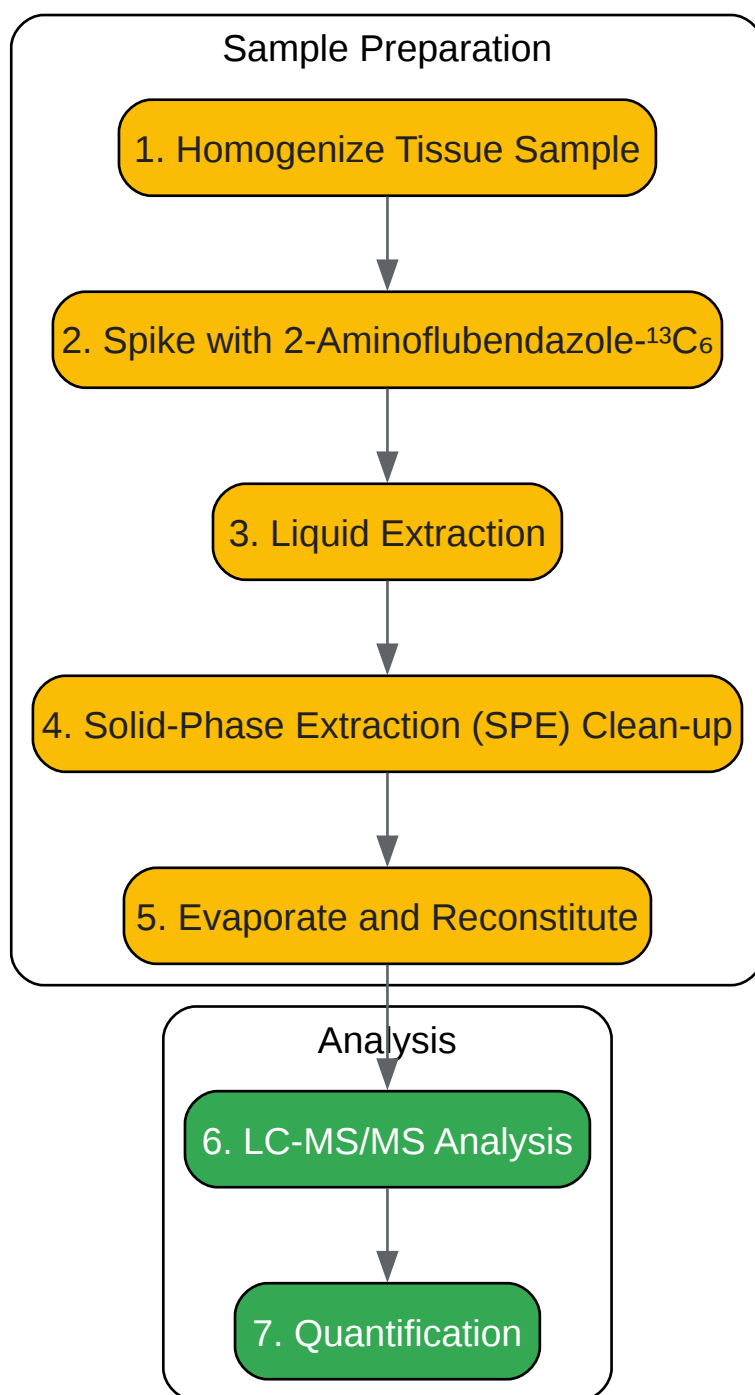 Sample Preparation
1. Homogenize Tissue Sample
2. Spike with 2-Aminoflubendazole-¹³C₆
3. Liquid Extraction
4. Solid-Phase Extraction (SPE) Clean-up
5. Evaporate and Reconstitute
Analysis
6. LC-MS/MS Analysis
7. Quantification